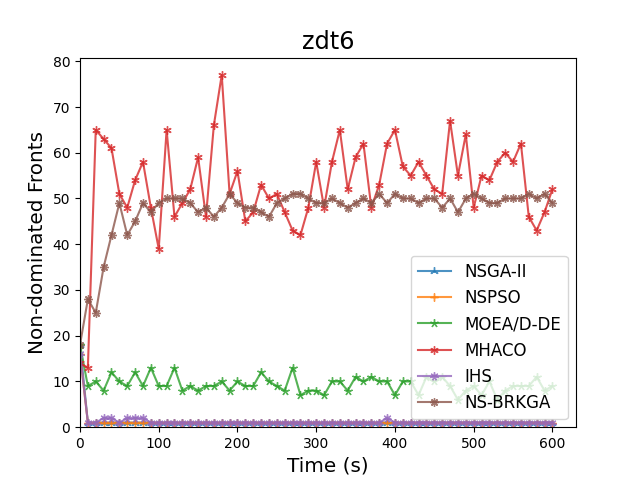 zdt6
Non-dominated Fronts
80
70
60
50
40
30
20
10
0
0 100 200 300 400 500 600
Time (s)
NSGA-II
NSPSO
MOEA/D-DE
MHACO
IHS
NS-BRKGA